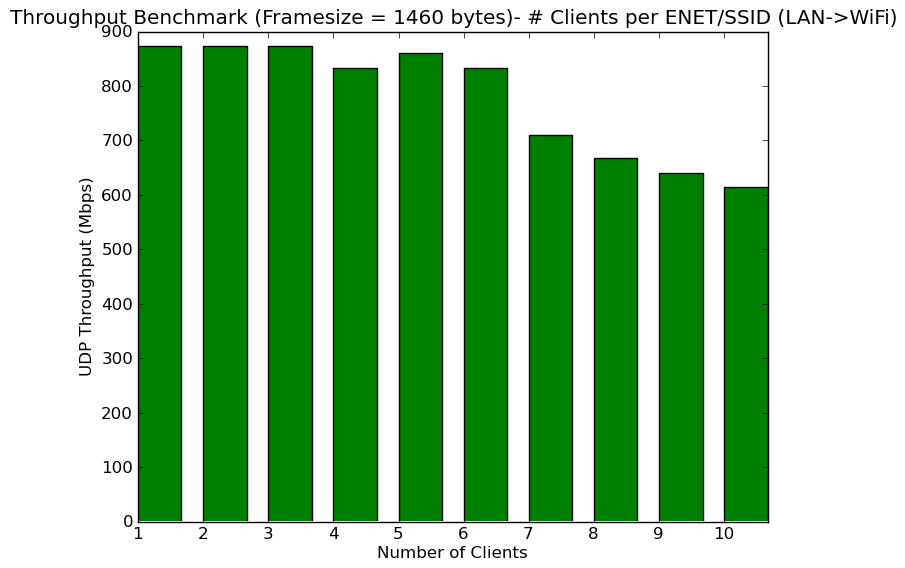 Throughput Benchmark (Framesize = 1460 bytes)- # Clients per ENET/SSID (LAN->WiFi)
900
800
700
600
500
400
300
200
100
0
UDP Throughput (Mbps)
1 2 3 4 5 6 7 8 9 10
Number of Clients